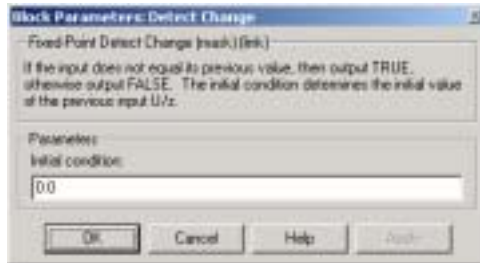 Block Parameters: Detect Change
Fixed-Point Detect Change (mask) (link)
If the input does not equal its previous value, then output TRUE,
otherwise output FALSE. The initial condition determines the initial value
of the previous input U/z.
Parameters
Initial condition:
0.0
OK Cancel Help Apply